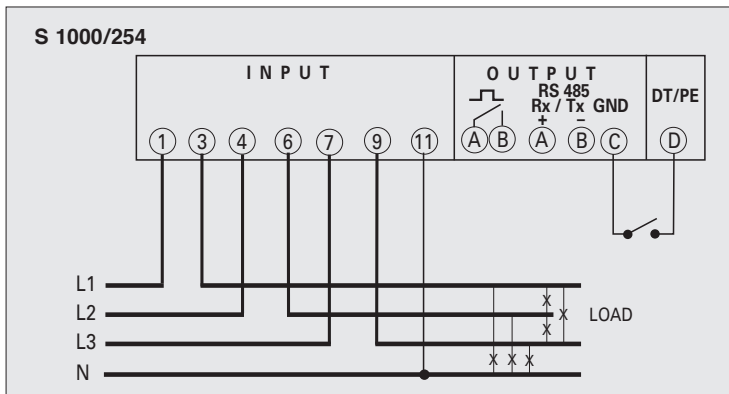 S 1000/254
INPUT
OUTPUT
RS 485
Rx / Tx GND
+ –
DT/PE
1 3 4 6 7 9 11 A B A B C D
L1
L2
L3
N
LOAD